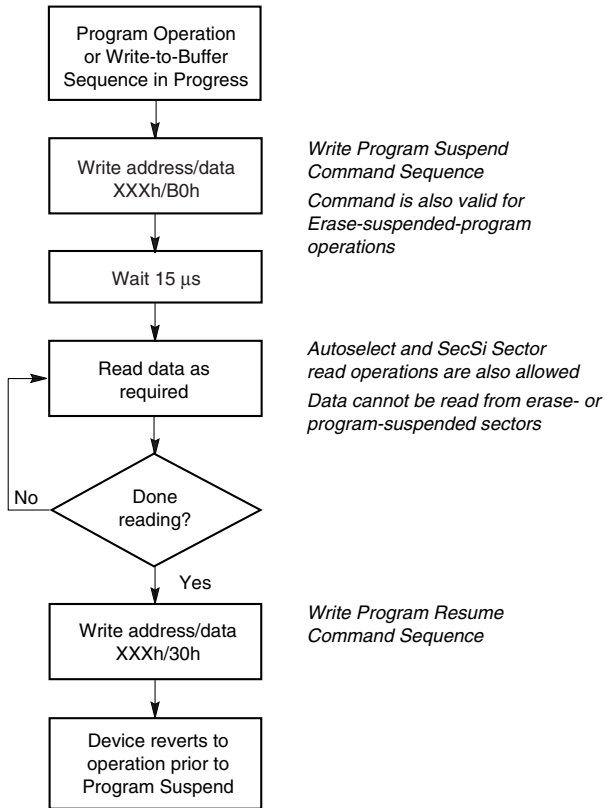 Program Operation
or Write-to-Buffer
Sequence in Progress
Write address/data
XXXh/B0h
Write Program Suspend
Command Sequence
Command is also valid for
Erase-suspended-program
operations
Wait 15 μs
Read data as
required
Autoselect and SecSi Sector
read operations are also allowed
Data cannot be read from erase- or
program-suspended sectors
No
Done
reading?
Yes
Write address/data
XXXh/30h
Write Program Resume
Command Sequence
Device reverts to
operation prior to
Program Suspend